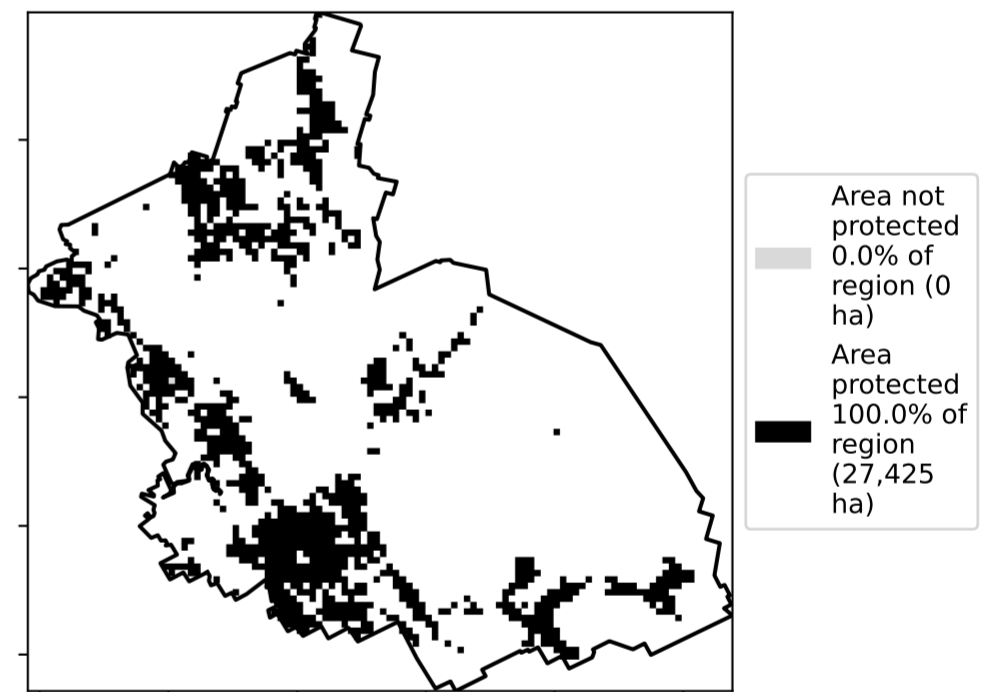 Area not
protected
0.0% of
region (0
ha)
Area
protected
100.0% of
region
(27,425
ha)